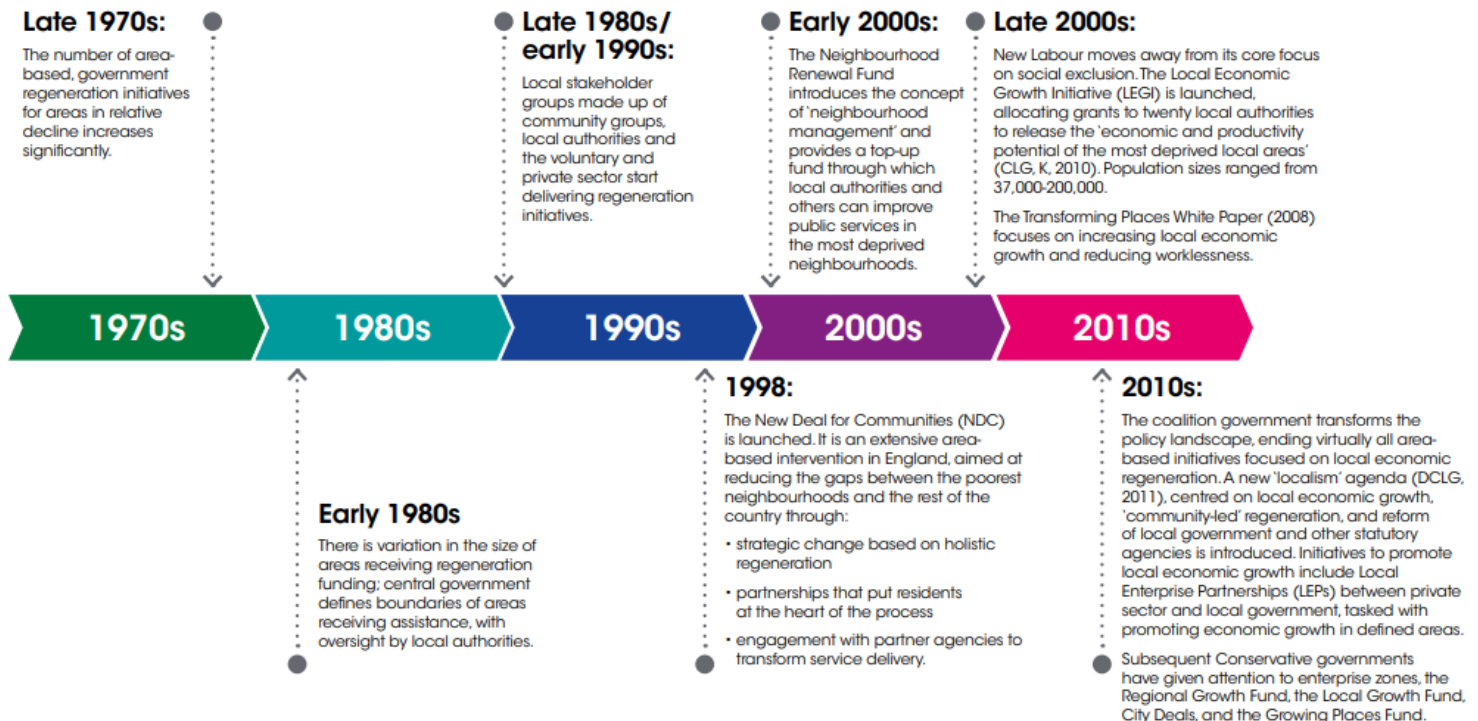 Late 1970s:
The number of area-
based, government
regeneration initiatives
for areas in relative
decline increases
significantly.
Late 1980s/
early 1990s:
Local stakeholder
groups made up of
community groups,
local authorities and
the voluntary and
private sector start
delivering regeneration
initiatives.
Early 2000s:
The Neighbourhood
Renewal Fund
introduces the concept
of 'neighbourhood
management' and
provides a top-up
fund through which
local authorities and
others can improve
public services in
the most deprived
neighbourhoods.
Late 2000s:
New Labour moves away from its core focus
on social exclusion. The Local Economic
Growth Initiative (LEGI) is launched,
allocating grants to twenty local authorities
to release the 'economic and productivity
potential of the most deprived local areas'
(CLG, K, 2010). Population sizes ranged from
37,000-200,000.
The Transforming Places White Paper (2008)
focuses on increasing local economic
growth and reducing worklessness.
1970s
1980s
1990s
2000s
2010s
Early 1980s
There is variation in the size of
areas receiving regeneration
funding; central government
defines boundaries of areas
receiving assistance, with
oversight by local authorities.
1998:
The New Deal for Communities (NDC)
is launched. It is an extensive area-
based intervention in England, aimed at
reducing the gaps between the poorest
neighbourhoods and the rest of the
country through:
• strategic change based on holistic
regeneration
• partnerships that put residents
at the heart of the process
• engagement with partner agencies to
transform service delivery.
2010s:
The coalition government transforms the
policy landscape, ending virtually all area-
based initiatives focused on local economic
regeneration. A new 'localism' agenda (DCLG,
2011), centred on local economic growth,
'community-led' regeneration, and reform
of local government and other statutory
agencies is introduced. Initiatives to promote
local economic growth include Local
Enterprise Partnerships (LEPs) between private
sector and local government, tasked with
promoting economic growth in defined areas.
Subsequent Conservative governments
have given attention to enterprise zones, the
Regional Growth Fund, the Local Growth Fund,
City Deals, and the Growing Places Fund.